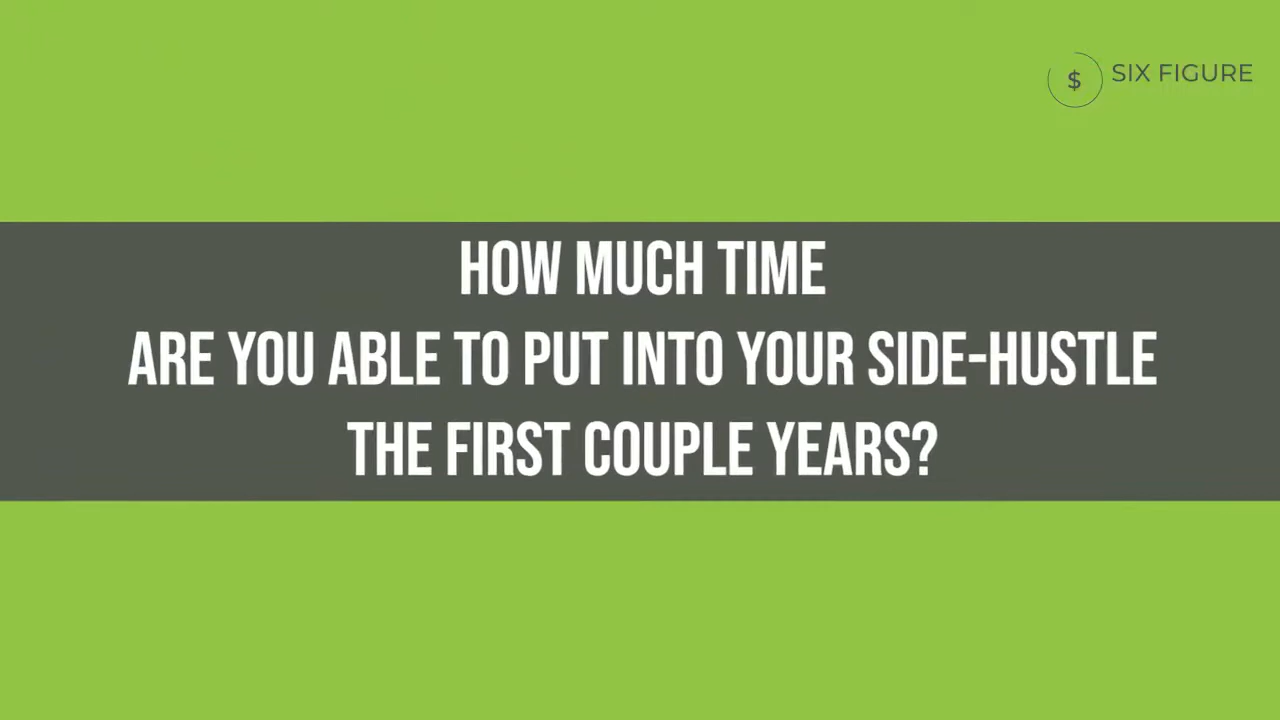 $ SIX FIGURE
HOW MUCH TIME
ARE YOU ABLE TO PUT INTO YOUR SIDE-HUSTLE
THE FIRST COUPLE YEARS?